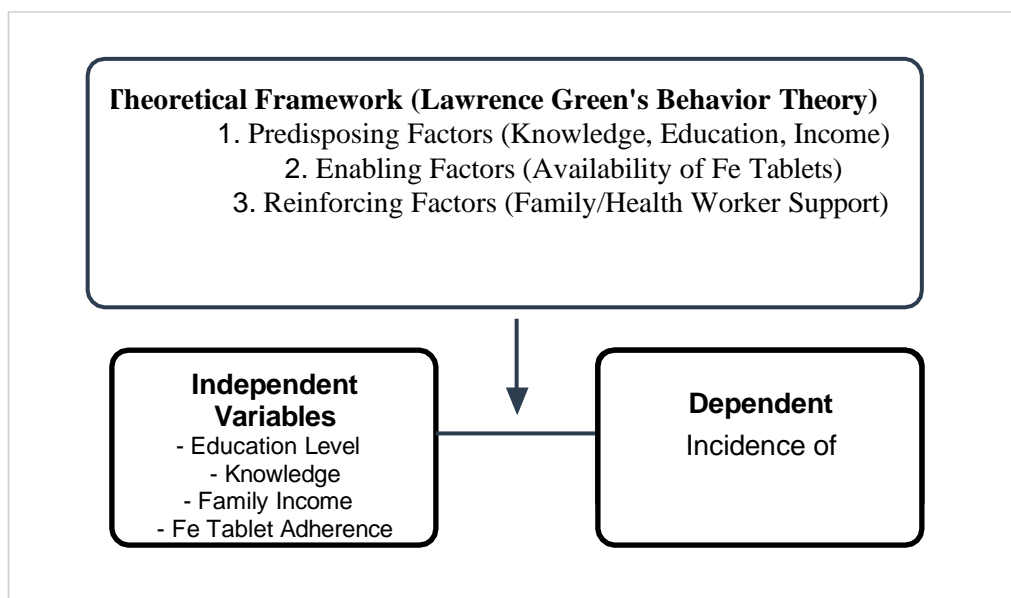 Theoretical Framework (Lawrence Green's Behavior Theory)
1. Predisposing Factors (Knowledge, Education, Income)
2. Enabling Factors (Availability of Fe Tablets)
3. Reinforcing Factors (Family/Health Worker Support)
Independent
Variables
- Education Level
- Knowledge
- Family Income
- Fe Tablet Adherence
Dependent
Incidence of